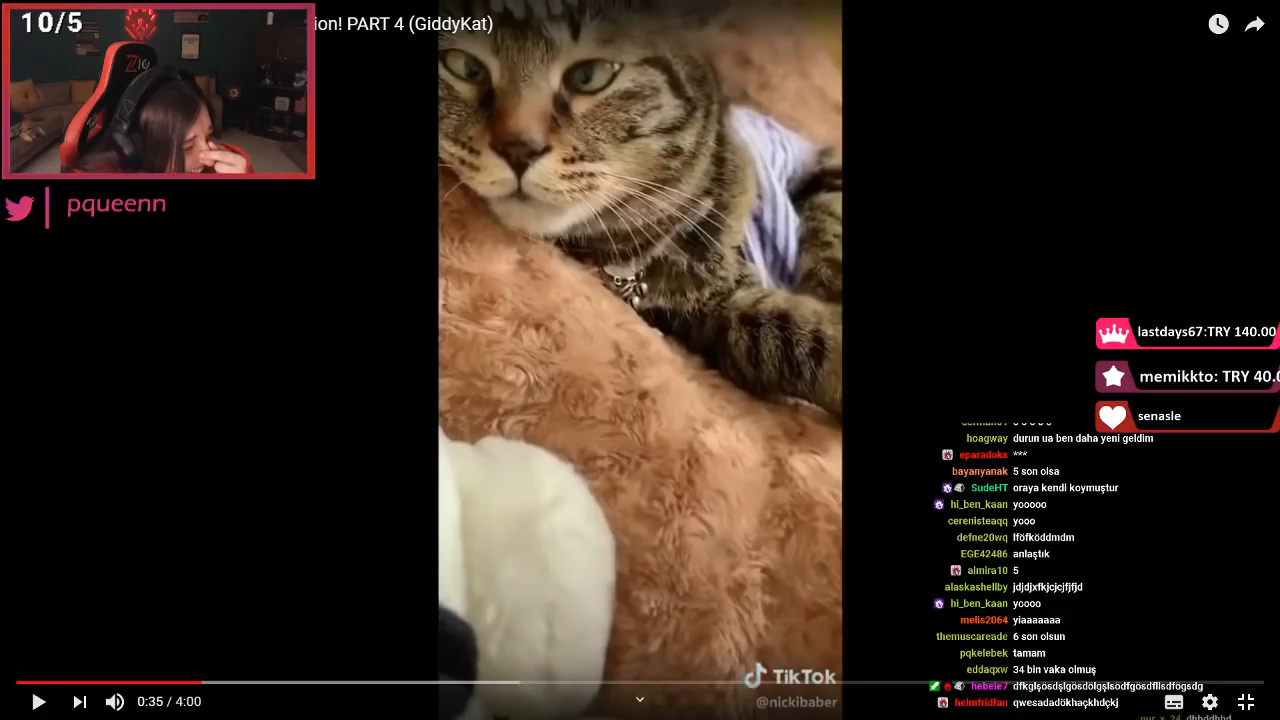 10/5
ion! PART 4 (GiddyKat)
pqueenn
lastdays67:TRY 140.00
memikkto: TRY 40.0
senasle
hoagway durun ua ben daha yeni geldim
eparadoks ***
bayanyanak 5 son olsa
SudeHT oraya kendi koymuştur
hi_ben_kaan yooooo
cerenisteaqq yooo
defne20wq lföfköddmdm
EGE42486 anlaştık
almira10 5
alaskashellby jdjdjxfkjcjcjfjfjd
hi_ben_kaan yoooo
melis2064 yiaaaaaaa
themuscareade 6 son olsun
pqkelebek tamam
eddaqxw 34 bin vaka olmuş
hebele7 dfkglşösdşlgösdölgşlsödfgösdfllsdfögsdg
helmfridfan qwesadadökhaçkhdçkj
TikTok
@nickibaber
0:35 / 4:00